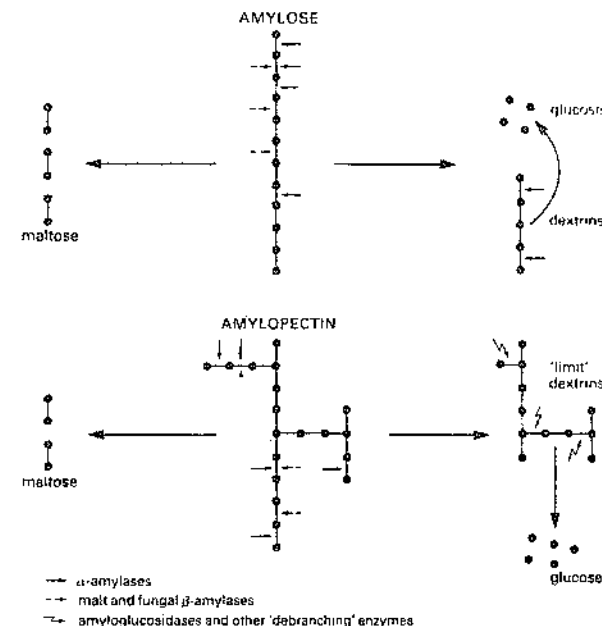 AMYLOSE
glucose
dextrins
maltose
AMYLOPECTIN
'limit'
dextrins
maltose
glucose
α-amylases
malt and fungal β-amylases
amyloglucosidases and other 'debranching' enzymes